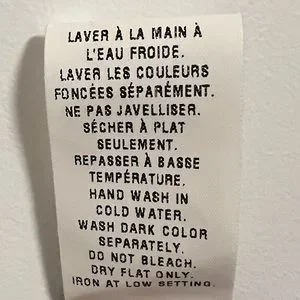 LAVER À LA MAIN À
L'EAU FROIDE.
LAVER LES COULEURS
FONCÉES SÉPARÉMENT.
NE PAS JAVELLISER.
SÉCHER À PLAT
SEULEMENT.
REPASSER À BASSE
TEMPÉRATURE.
HAND WASH IN
COLD WATER.
WASH DARK COLOR
SEPARATELY.
DO NOT BLEACH.
DRY FLAT ONLY.
IRON AT LOW SETTING.